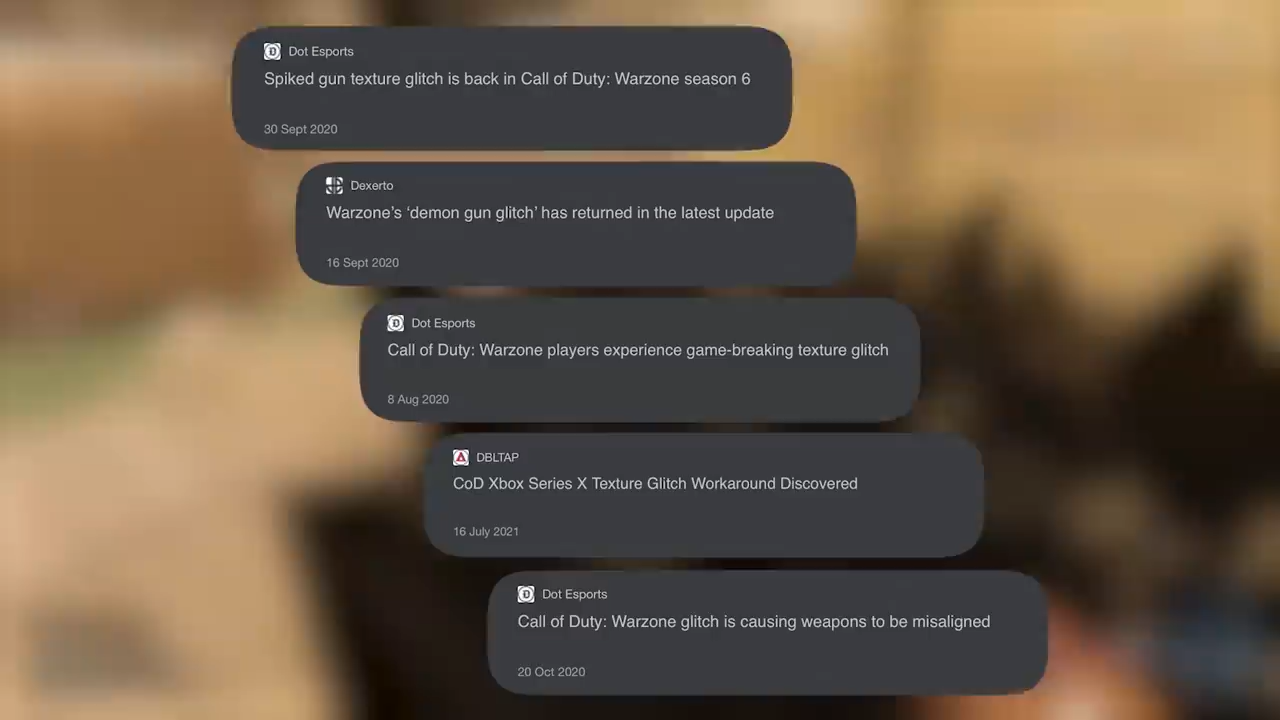 Dot Esports
Spiked gun texture glitch is back in Call of Duty: Warzone season 6
30 Sept 2020
Dexerto
Warzone’s ‘demon gun glitch’ has returned in the latest update
16 Sept 2020
Dot Esports
Call of Duty: Warzone players experience game-breaking texture glitch
8 Aug 2020
DBLTAP
CoD Xbox Series X Texture Glitch Workaround Discovered
16 July 2021
Dot Esports
Call of Duty: Warzone glitch is causing weapons to be misaligned
20 Oct 2020